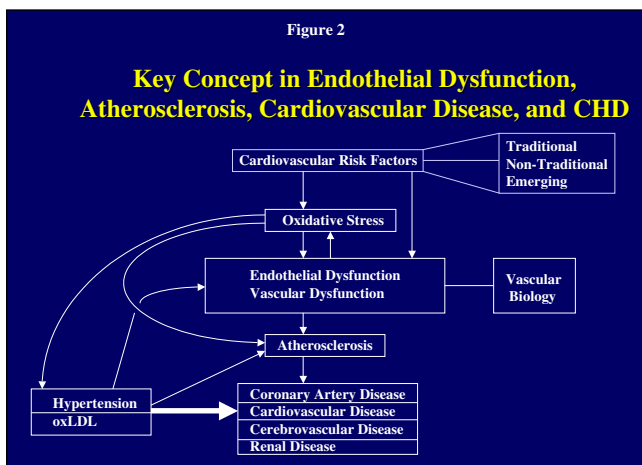 Figure 2
Key Concept in Endothelial Dysfunction,
Atherosclerosis, Cardiovascular Disease, and CHD
Cardiovascular Risk Factors
Traditional
Non-Traditional
Emerging
Oxidative Stress
Endothelial Dysfunction
Vascular Dysfunction
Vascular
Biology
Atherosclerosis
Hypertension
oxLDL
Coronary Artery Disease
Cardiovascular Disease
Cerebrovascular Disease
Renal Disease